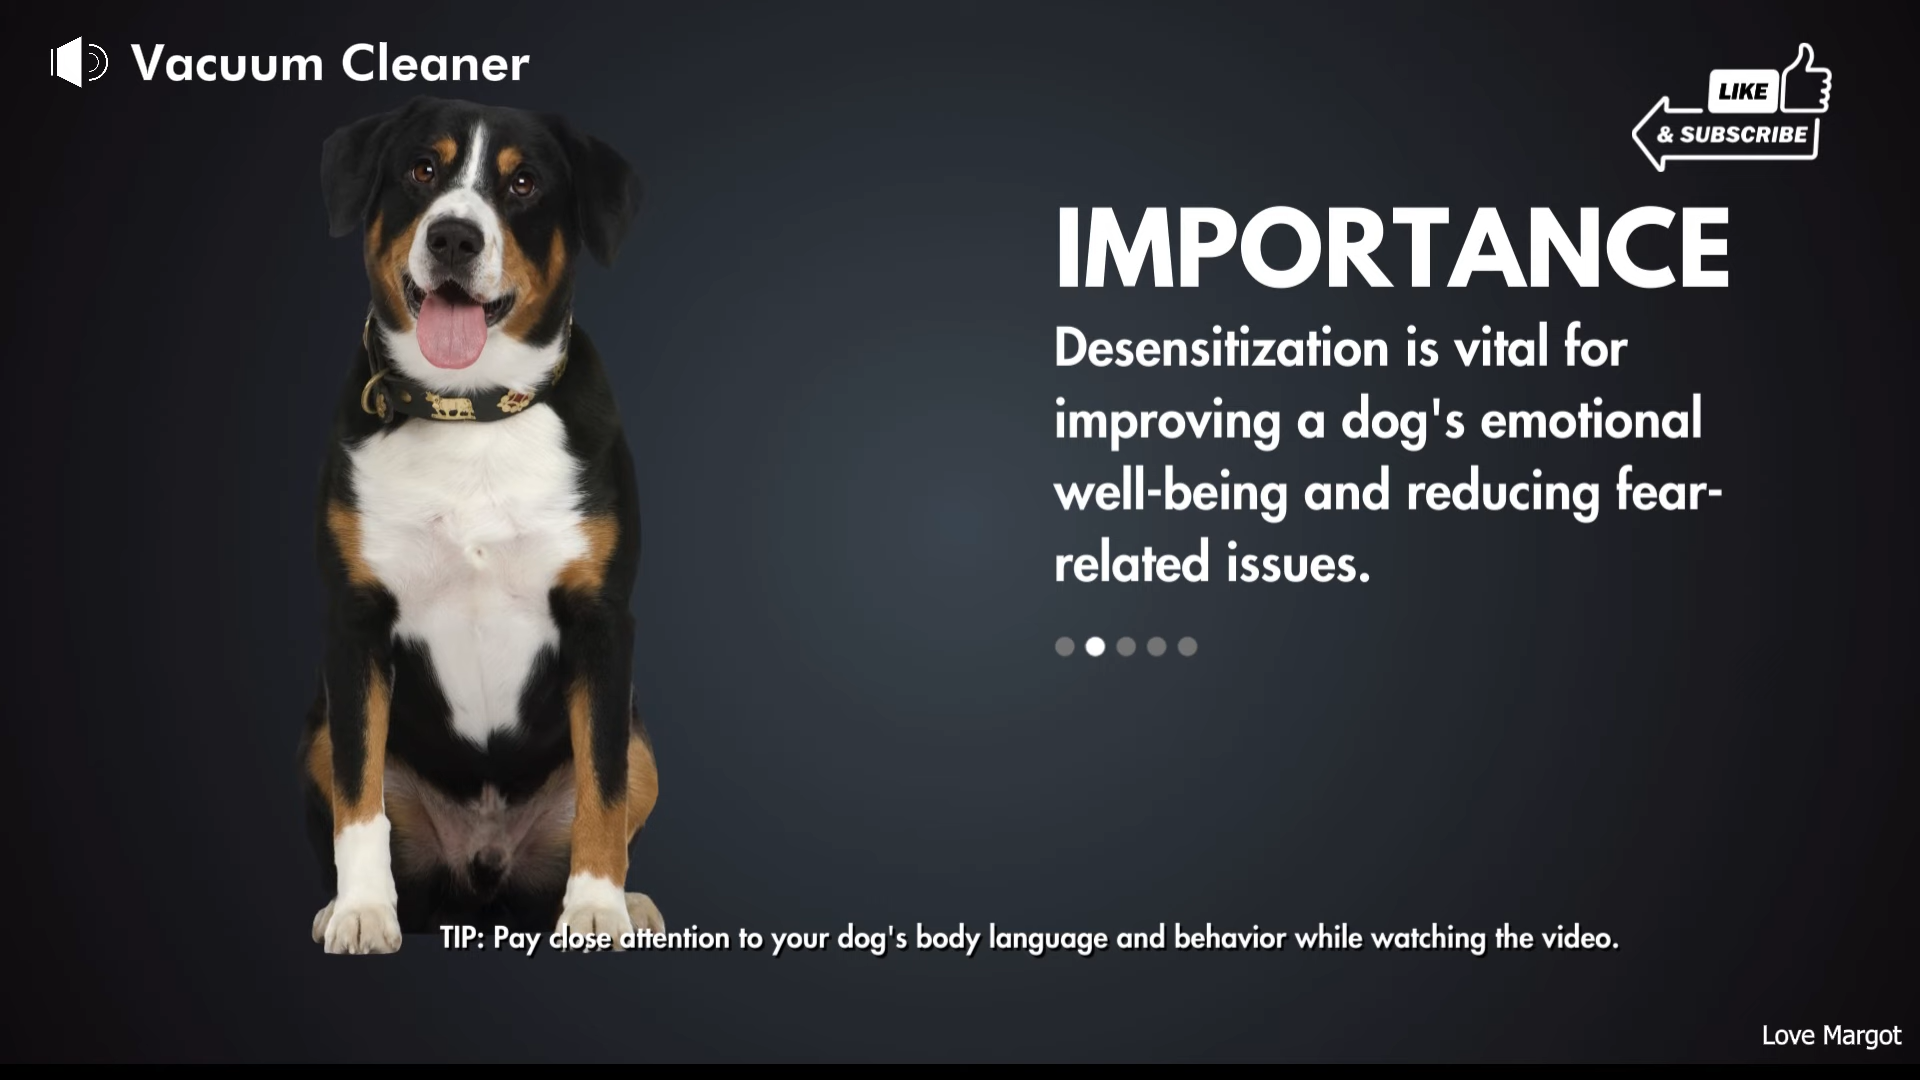 Vacuum Cleaner
LIKE
& SUBSCRIBE
IMPORTANCE
Desensitization is vital for
improving a dog's emotional
well-being and reducing fear-
related issues.
TIP: Pay close attention to your dog's body language and behavior while watching the video.
Love Margot